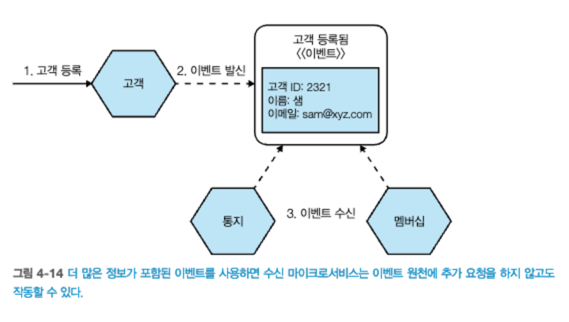 고객 등록됨
《이벤트》
1. 고객 등록
고객
2. 이벤트 발신
고객 ID: 2321
이름: 샘
이메일: sam@xyz.com
통지
3. 이벤트 수신
멤버십
그림 4-14 더 많은 정보가 포함된 이벤트를 사용하면 수신 마이크로서비스는 이벤트 원천에 추가 요청을 하지 않고도
작동할 수 있다.